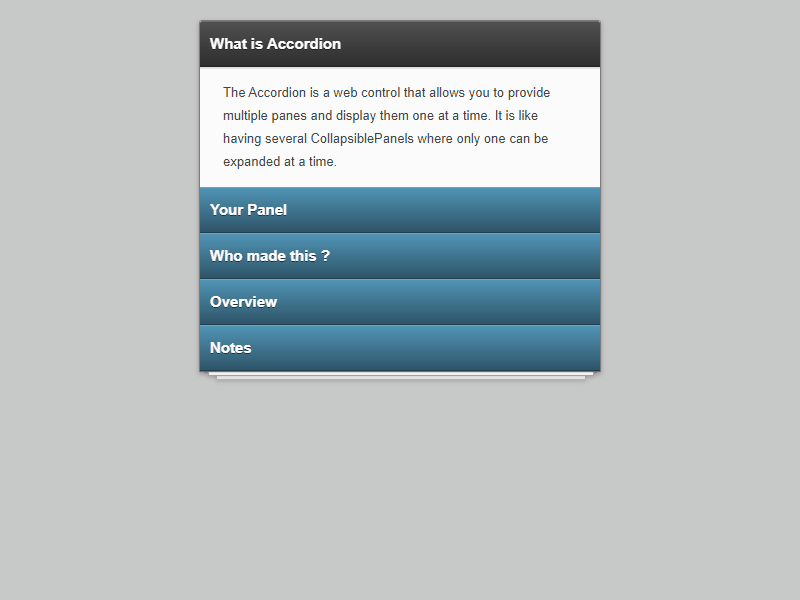 What is Accordion
The Accordion is a web control that allows you to provide
multiple panes and display them one at a time. It is like
having several CollapsiblePanels where only one can be
expanded at a time.
Your Panel
Who made this ?
Overview
Notes